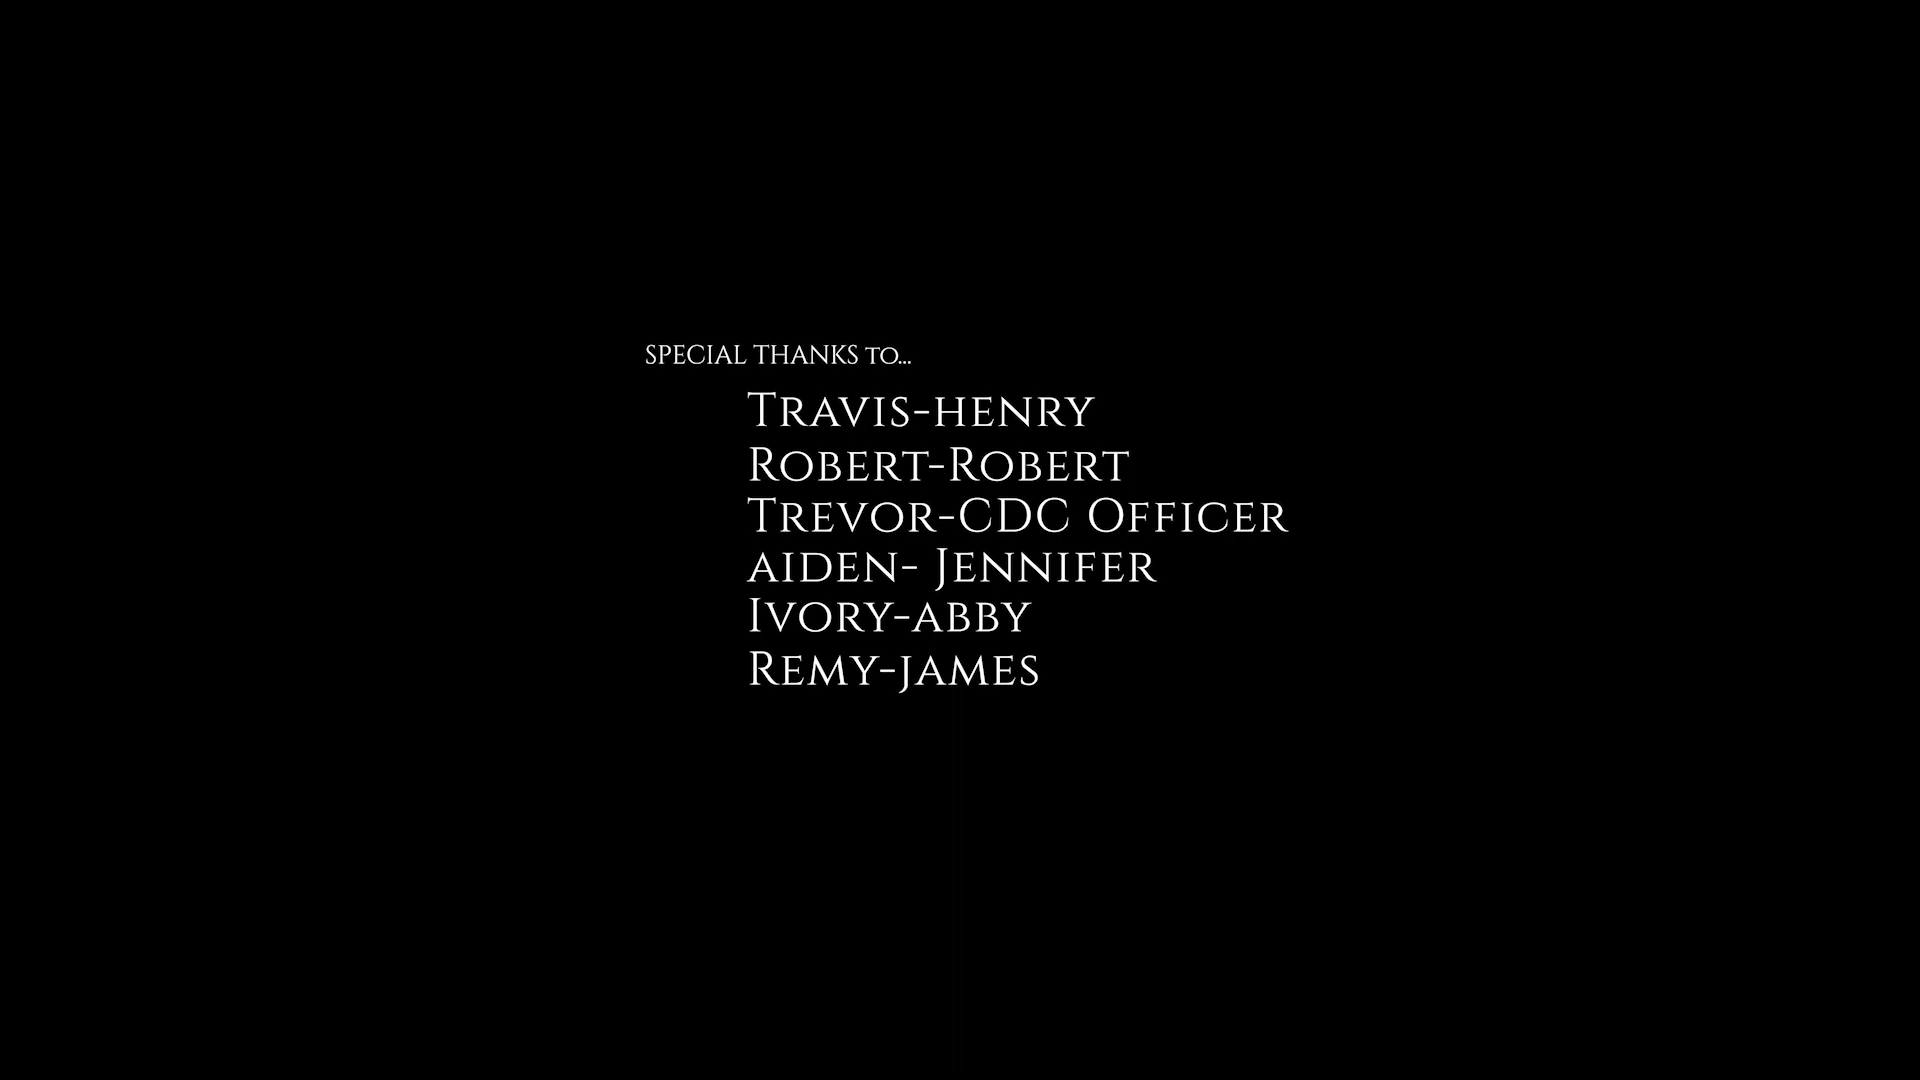 SPECIAL THANKS TO...
Travis-henry
Robert-Robert
Trevor-CDC Officer
aiden- Jennifer
Ivory-abby
Remy-james